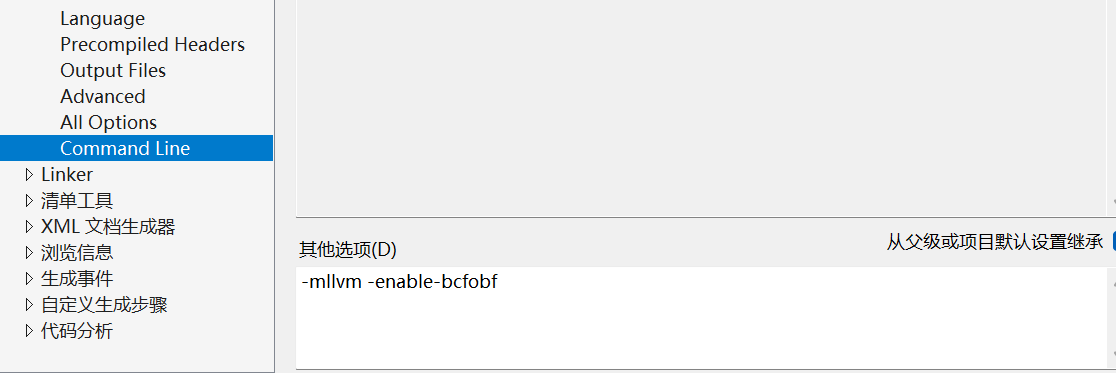 Language
Precompiled Headers
Output Files
Advanced
All Options
Command Line
Linker
清单工具
XML 文档生成器
浏览信息
生成事件
自定义生成步骤
代码分析
从父级或项目默认设置继承
其他选项(D)
-mllvm -enable-bcfobf